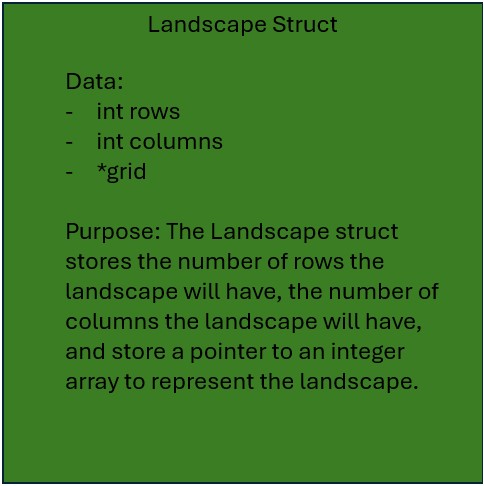 Landscape Struct
Data:
- int rows
- int columns
- *grid
Purpose: The Landscape struct
stores the number of rows the
landscape will have, the number of
columns the landscape will have,
and store a pointer to an integer
array to represent the landscape.